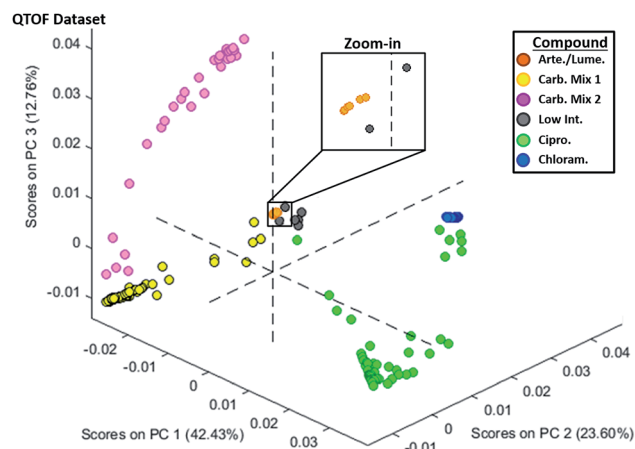 QTOF Dataset
Zoom-in
Compound
Arte./Lume.
Carb. Mix 1
Carb. Mix 2
Low Int.
Cipro.
Chloram.
Scores on PC 3 (12.76%)
0.04
0.03
0.02
0.01
0
-0.01
-0.02
-0.01
0
0.01
0.02
0.03
Scores on PC 1 (42.43%)
-0.01
0
0.01
0.02
0.03
0.04
Scores on PC 2 (23.60%)